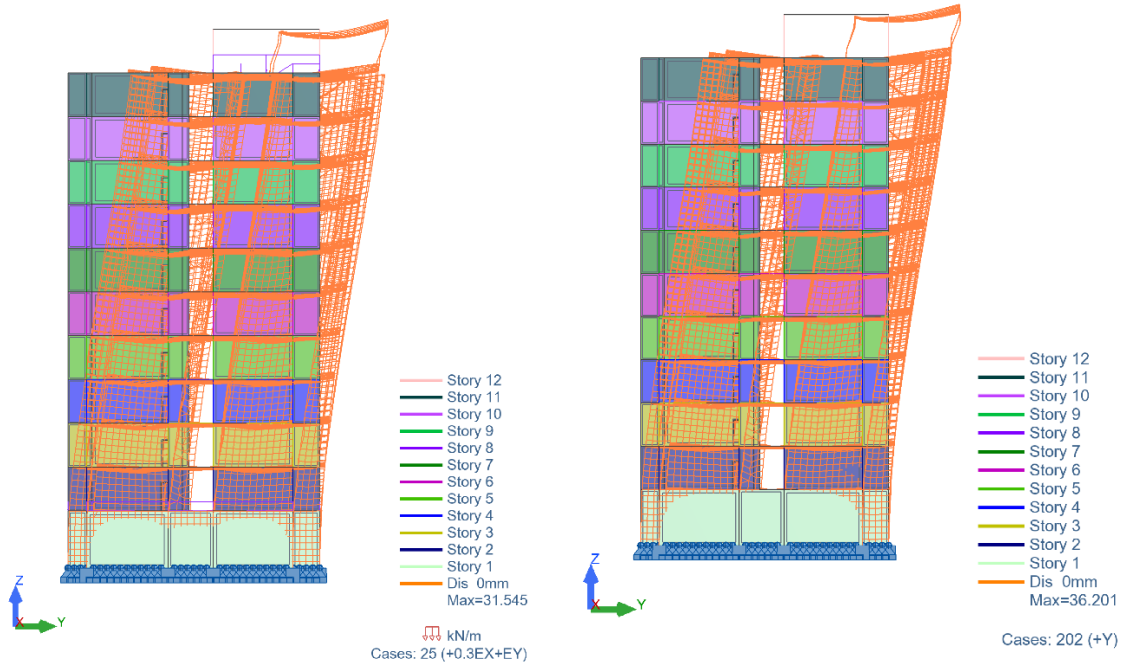 Story 12
Story 11
Story 10
Story 9
Story 8
Story 7
Story 6
Story 5
Story 4
Story 3
Story 2
Story 1
Dis 0mm
Max=31.545
kN/m
Cases: 25 (+0.3EX+EY)
Z
X
Y
Story 12
Story 11
Story 10
Story 9
Story 8
Story 7
Story 6
Story 5
Story 4
Story 3
Story 2
Story 1
Dis 0mm
Max=36.201
Cases: 202 (+Y)
Z
X
Y